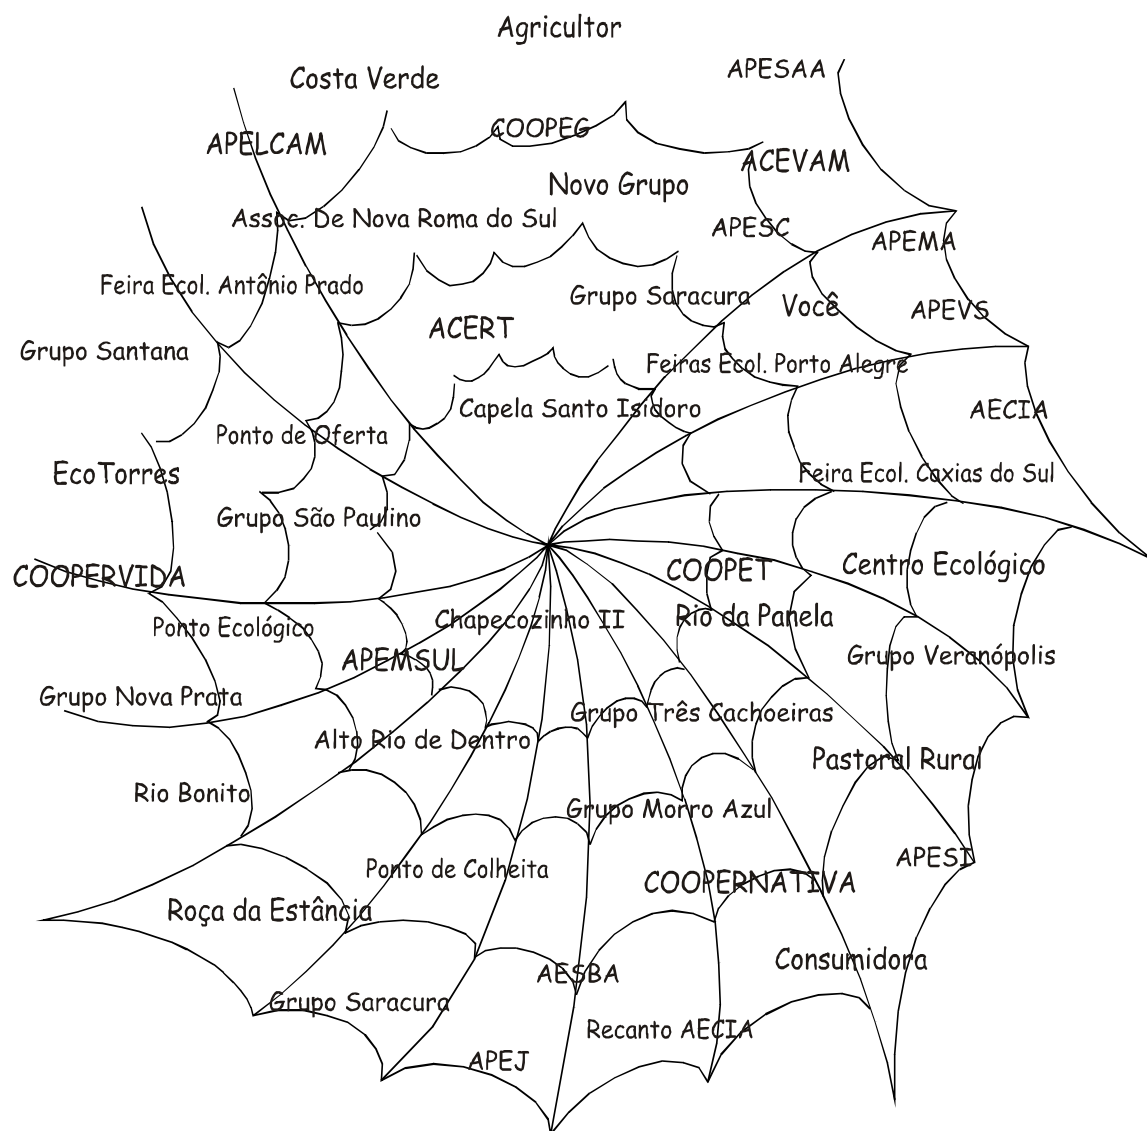 Agricultor
APESAA
Costa Verde
COOPEG
APELCAM
ACEVAM
Novo Grupo
Assoc. De Nova Roma do Sul
APESC
APEMA
Feira Ecol. Antônio Prado
Grupo Saracura
Você
APEVS
ACERT
Grupo Santana
Feiras Ecol. Porto Alegre
Capela Santo Isidoro
AECIA
Ponto de Oferta
EcoTorres
Feira Ecol. Caxias do Sul
Grupo São Paulino
COOPERVIDA
COOPET
Centro Ecológico
Chapecozinho II
Rio da Panela
Ponto Ecológico
APEMSUL
Grupo Veranópolis
Grupo Nova Prata
Grupo Três Cachoeiras
Alto Rio de Dentro
Pastoral Rural
Rio Bonito
Grupo Morro Azul
Ponto de Colheita
APESI
COOPERNATIVA
Roça da Estância
Consumidora
AESBA
Grupo Saracura
Recanto AECIA
APEJ